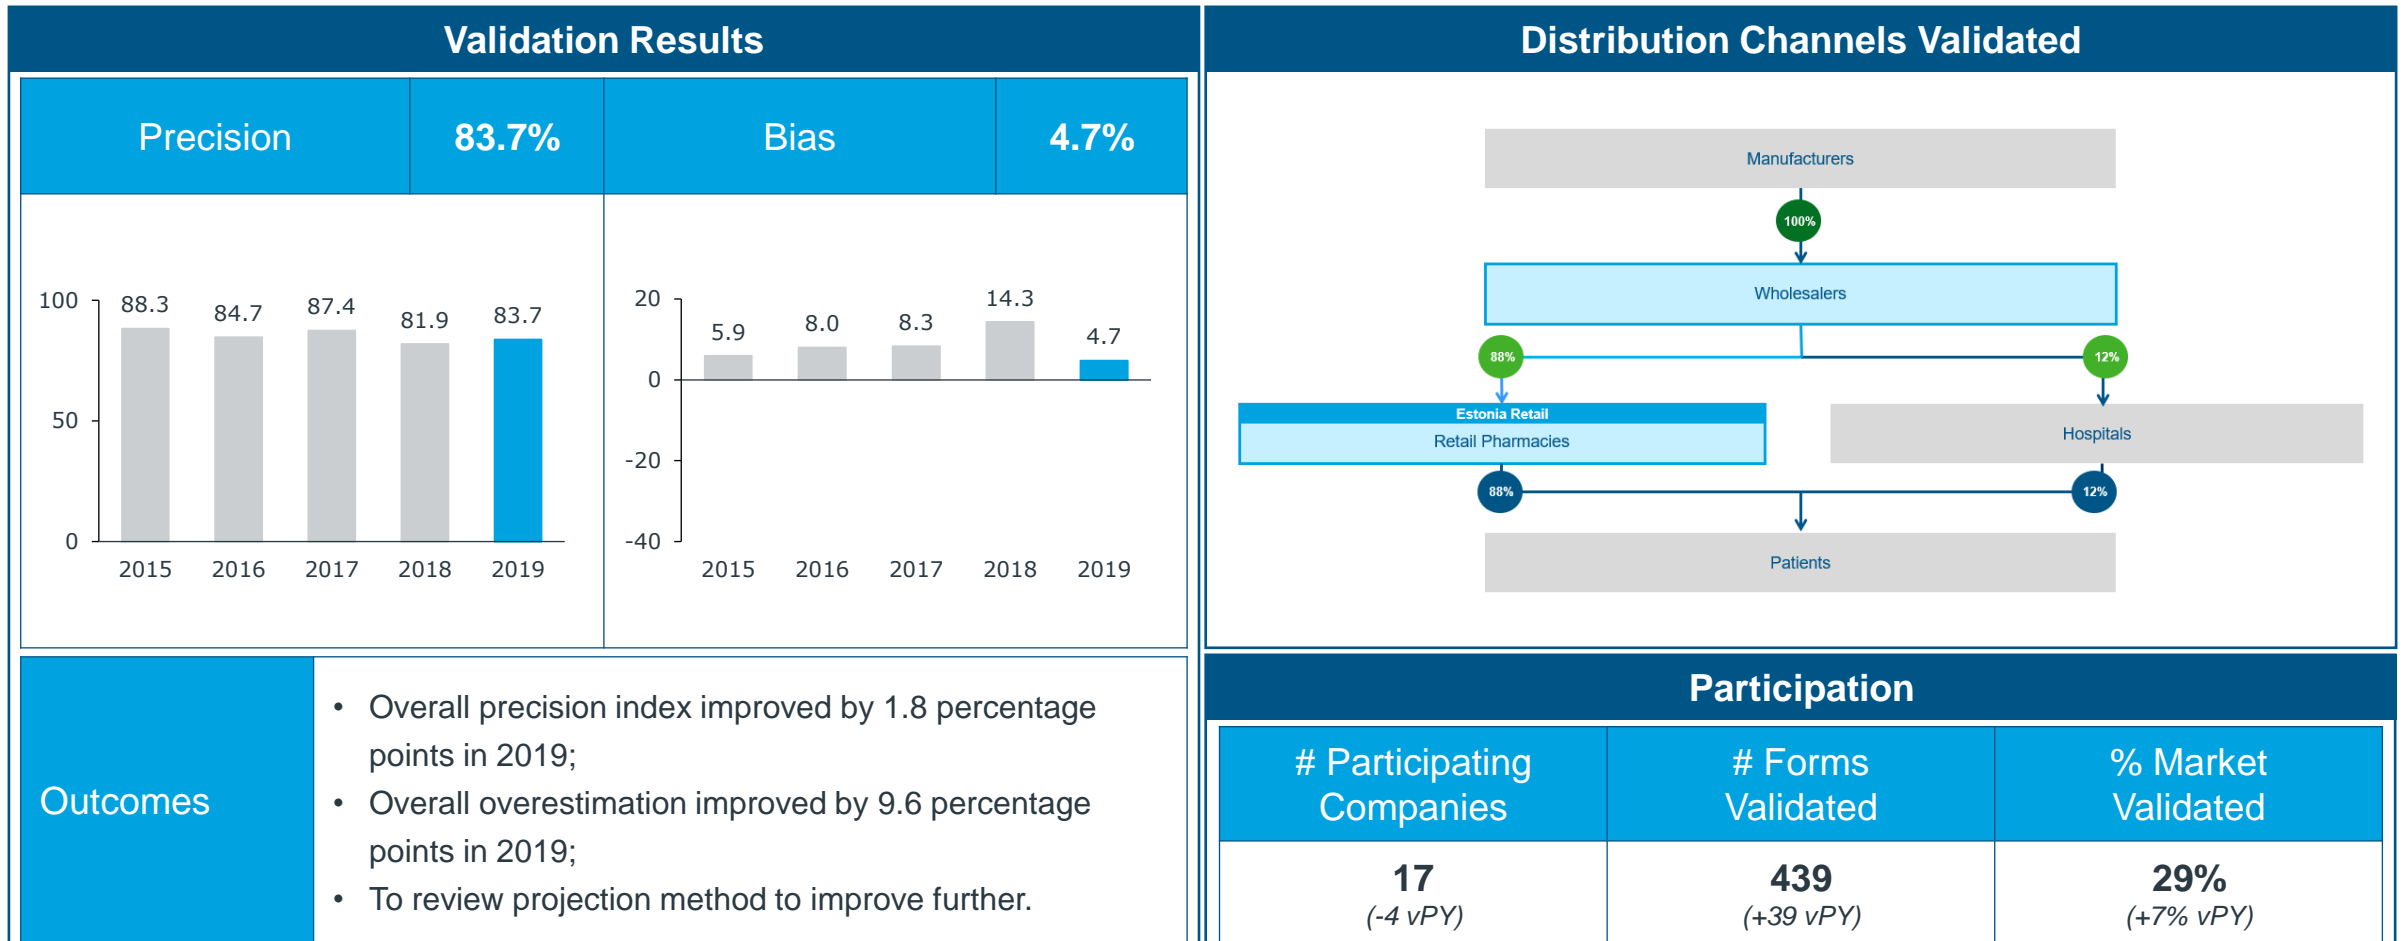 Validation Results
Precision
83.7%
Bias
4.7%
100
50
0
88.3
84.7
87.4
81.9
83.7
2015
2016
2017
2018
2019
20
0
-20
-40
5.9
8.0
8.3
14.3
4.7
2015
2016
2017
2018
2019
Outcomes
• Overall precision index improved by 1.8 percentage
points in 2019;
• Overall overestimation improved by 9.6 percentage
points in 2019;
• To review projection method to improve further.
Distribution Channels Validated
Manufacturers
100%
Wholesalers
88%
12%
Estonia Retail
Retail Pharmacies
Hospitals
88%
12%
Patients
Participation
# Participating
Companies
# Forms
Validated
% Market
Validated
17
(-4 vPY)
439
(+39 vPY)
29%
(+7% vPY)